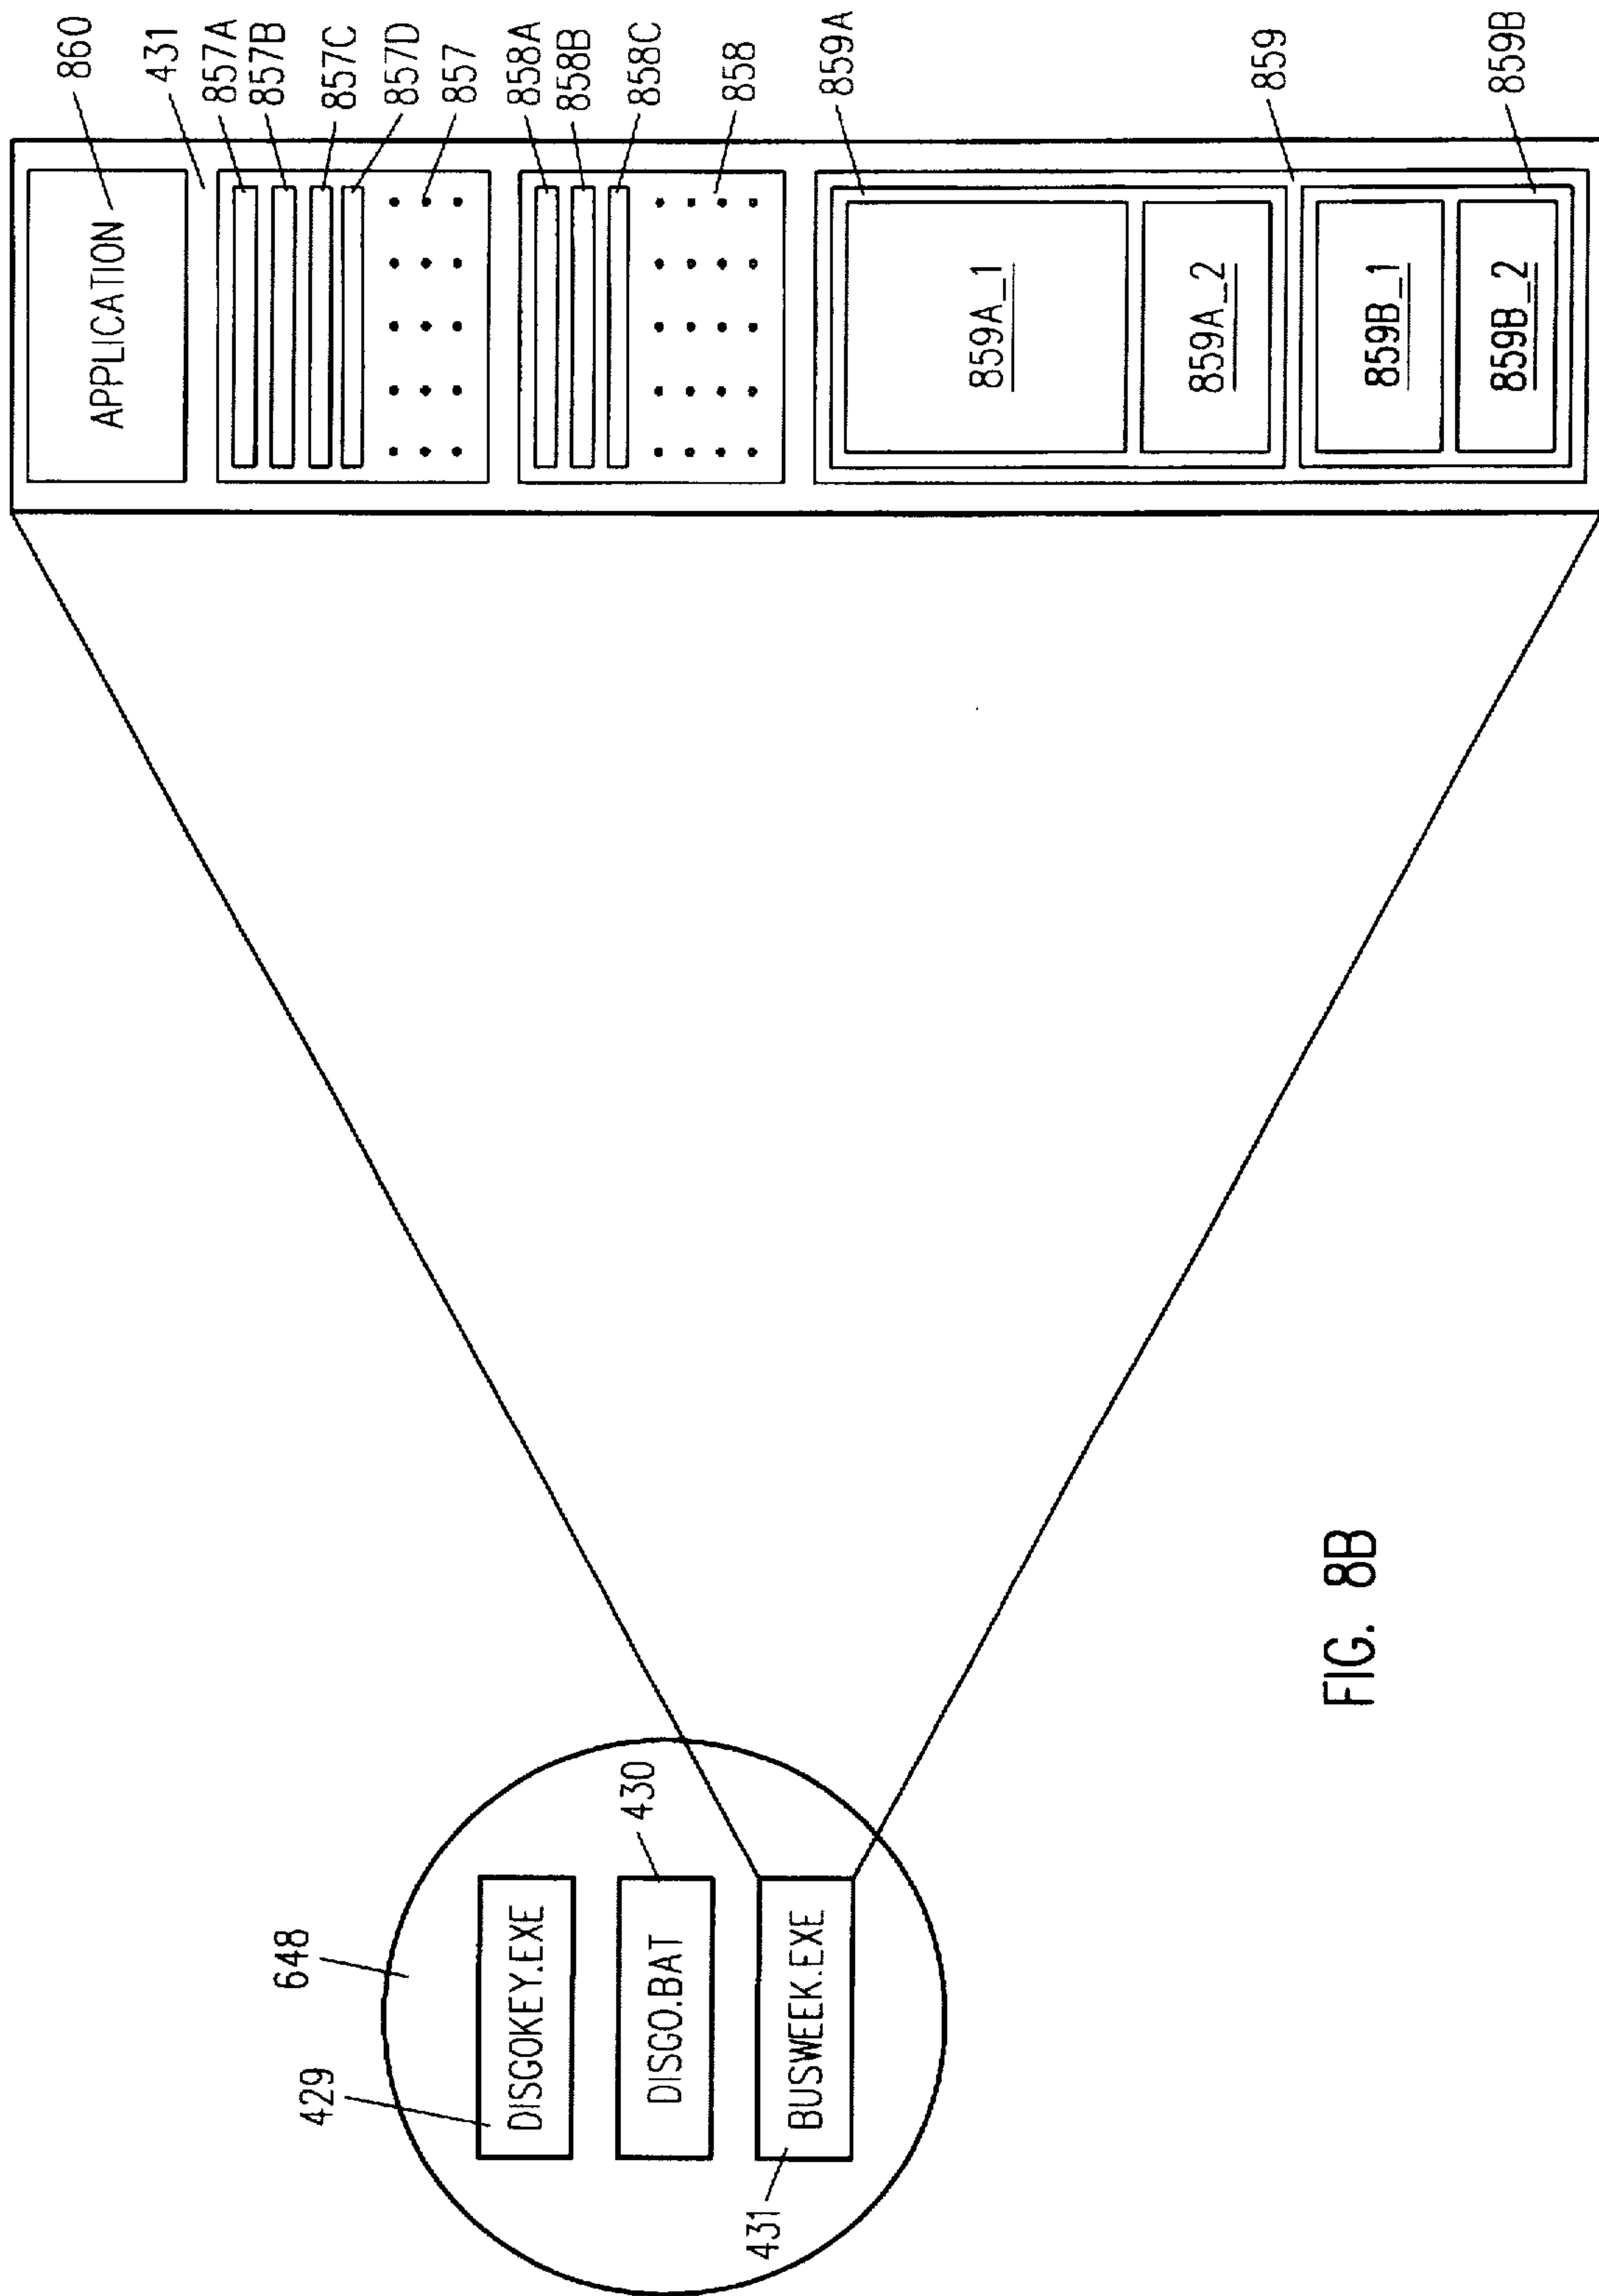 648
429
DISGOKEY.EXE
430
DISGO.BAT
431
BUSWEEK.EXE
APPLICATION
860
431
857A
857B
857C
857D
857
858A
858B
858C
858
859A
859A_1
859A_2
859
859B_1
859B_2
859B
FIG. 8B